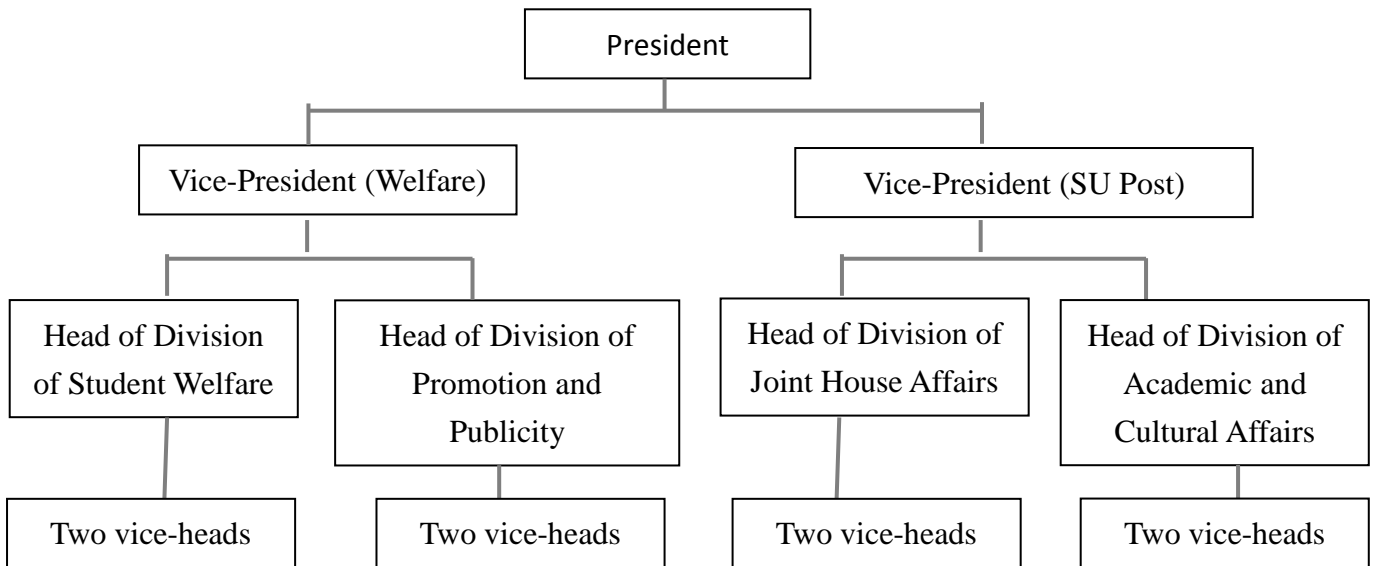 President
Vice-President (Welfare)
Vice-President (SU Post)
Head of Division
of Student Welfare
Head of Division of
Promotion and
Publicity
Head of Division of
Joint House Affairs
Head of Division of
Academic and
Cultural Affairs
Two vice-heads
Two vice-heads
Two vice-heads
Two vice-heads